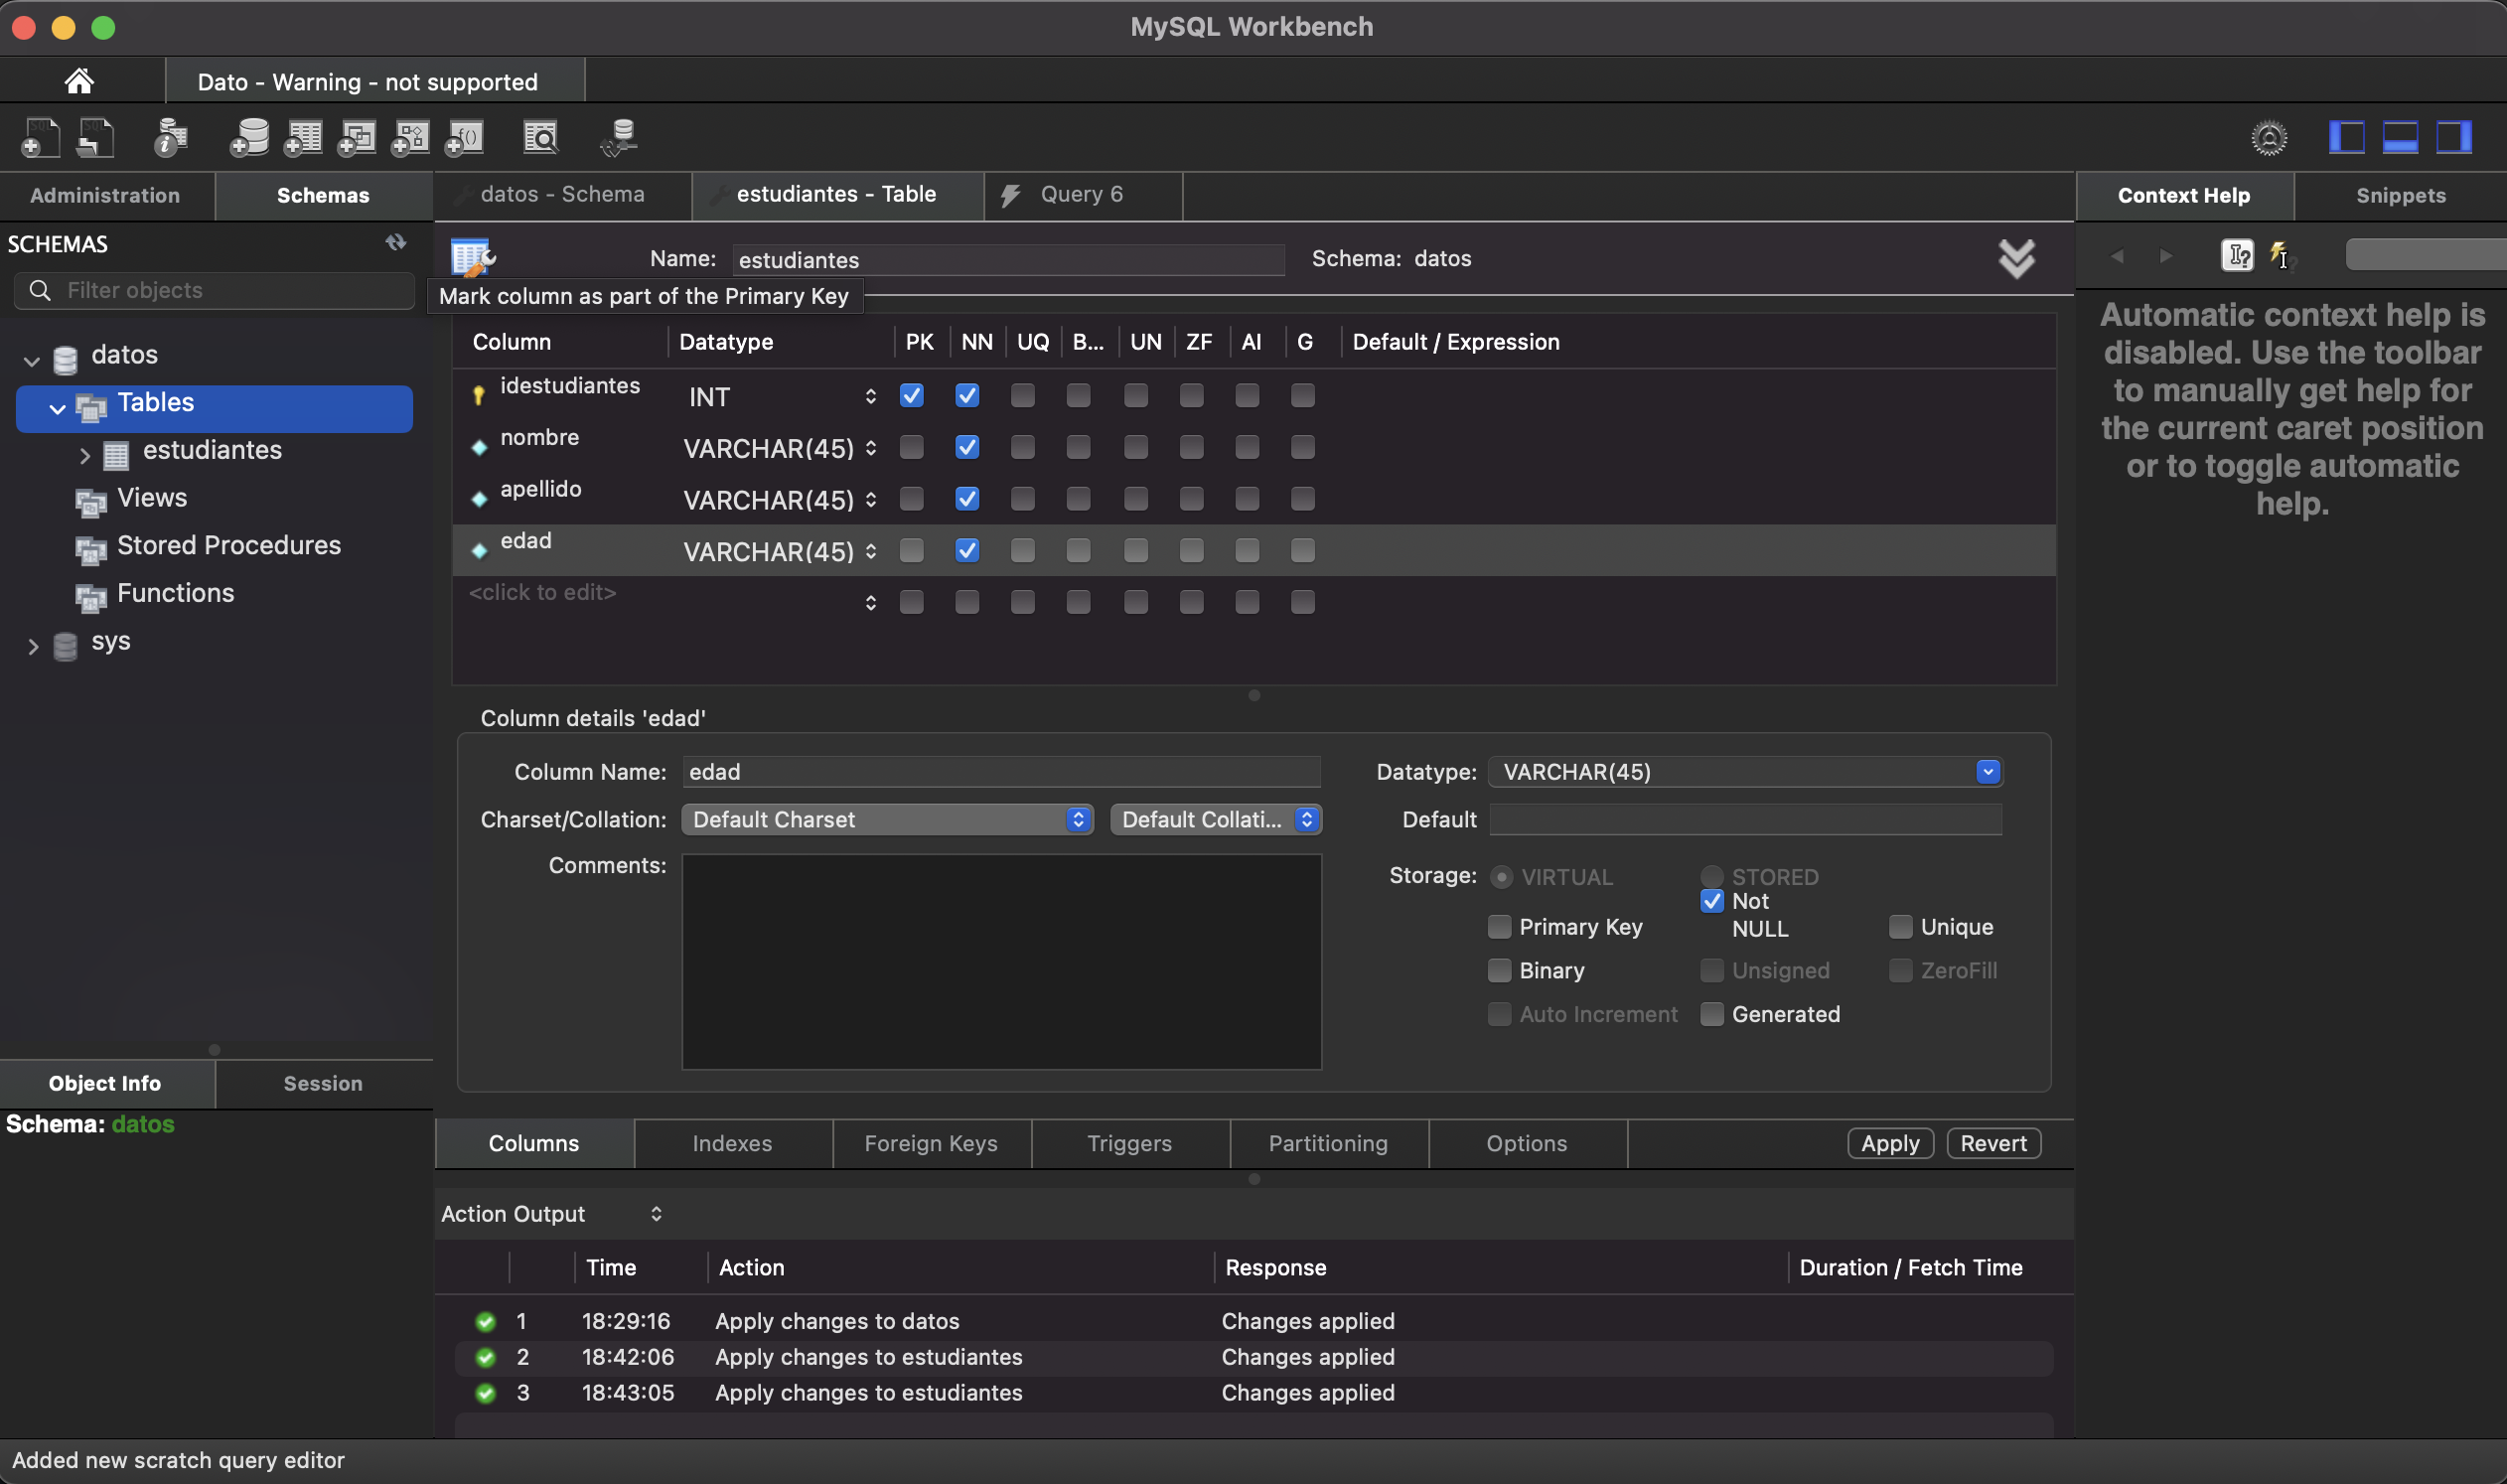 MySQL Workbench
Dato - Warning - not supported
Administration
Schemas
datos - Schema
estudiantes - Table
Query 6
Context Help
Snippets
SCHEMAS
Filter objects
Name: estudiantes
Schema: datos
Mark column as part of the Primary Key
Automatic context help is
disabled. Use the toolbar
to manually get help for
the current caret position
or to toggle automatic
help.
datos
Tables
estudiantes
Views
Stored Procedures
Functions
sys
Column Datatype PK NN UQ B... UN ZF AI G Default / Expression
idestudiantes INT
nombre VARCHAR(45)
apellido VARCHAR(45)
edad VARCHAR(45)
<click to edit>
Column details 'edad'
Column Name: edad
Datatype: VARCHAR(45)
Charset/Collation: Default Charset Default Collati...
Default
Comments:
Storage: VIRTUAL STORED
Primary Key
Not
NULL
Unique
Binary Unsigned ZeroFill
Auto Increment Generated
Object Info
Session
Schema: datos
Columns
Indexes
Foreign Keys
Triggers
Partitioning
Options
Apply
Revert
Action Output
Time Action Response Duration / Fetch Time
1 18:29:16 Apply changes to datos Changes applied
2 18:42:06 Apply changes to estudiantes Changes applied
3 18:43:05 Apply changes to estudiantes Changes applied
Added new scratch query editor